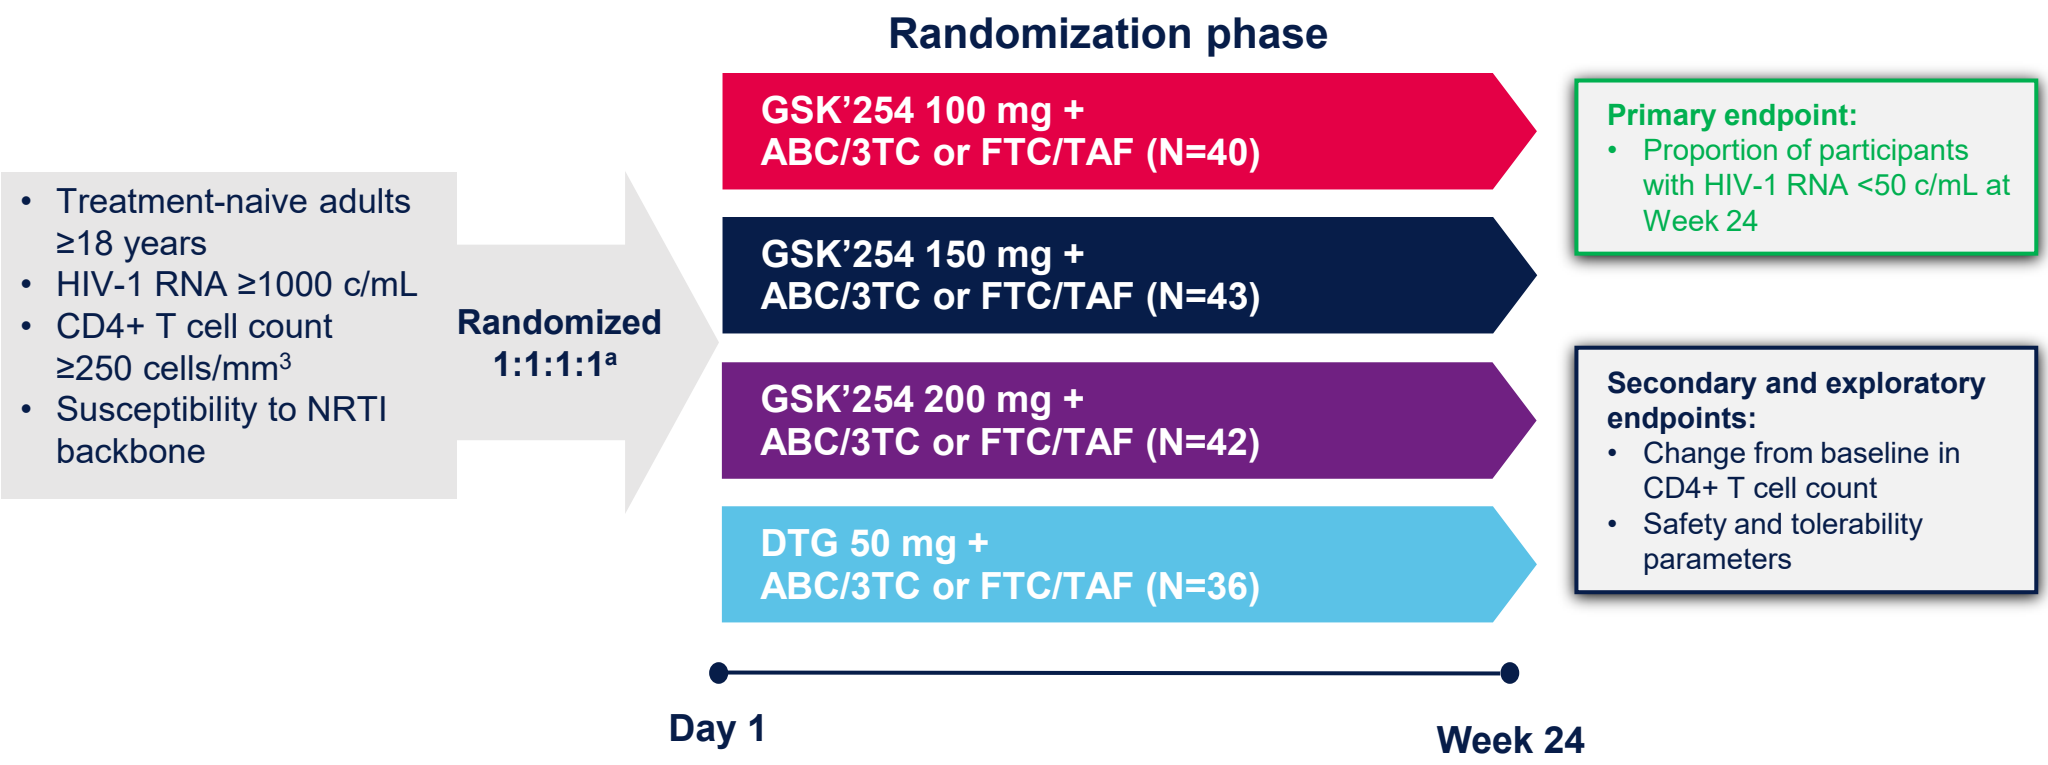 Randomization phase
• Treatment-naive adults
≥18 years
• HIV-1 RNA ≥1000 c/mL
• CD4+ T cell count
≥250 cells/mm³
• Susceptibility to NRTI
backbone
Randomized
1:1:1:1ᵃ
GSK’254 100 mg +
ABC/3TC or FTC/TAF (N=40)
GSK’254 150 mg +
ABC/3TC or FTC/TAF (N=43)
GSK’254 200 mg +
ABC/3TC or FTC/TAF (N=42)
DTG 50 mg +
ABC/3TC or FTC/TAF (N=36)
Day 1
Week 24
Primary endpoint:
• Proportion of participants
with HIV-1 RNA <50 c/mL at
Week 24
Secondary and exploratory
endpoints:
• Change from baseline in
CD4+ T cell count
• Safety and tolerability
parameters